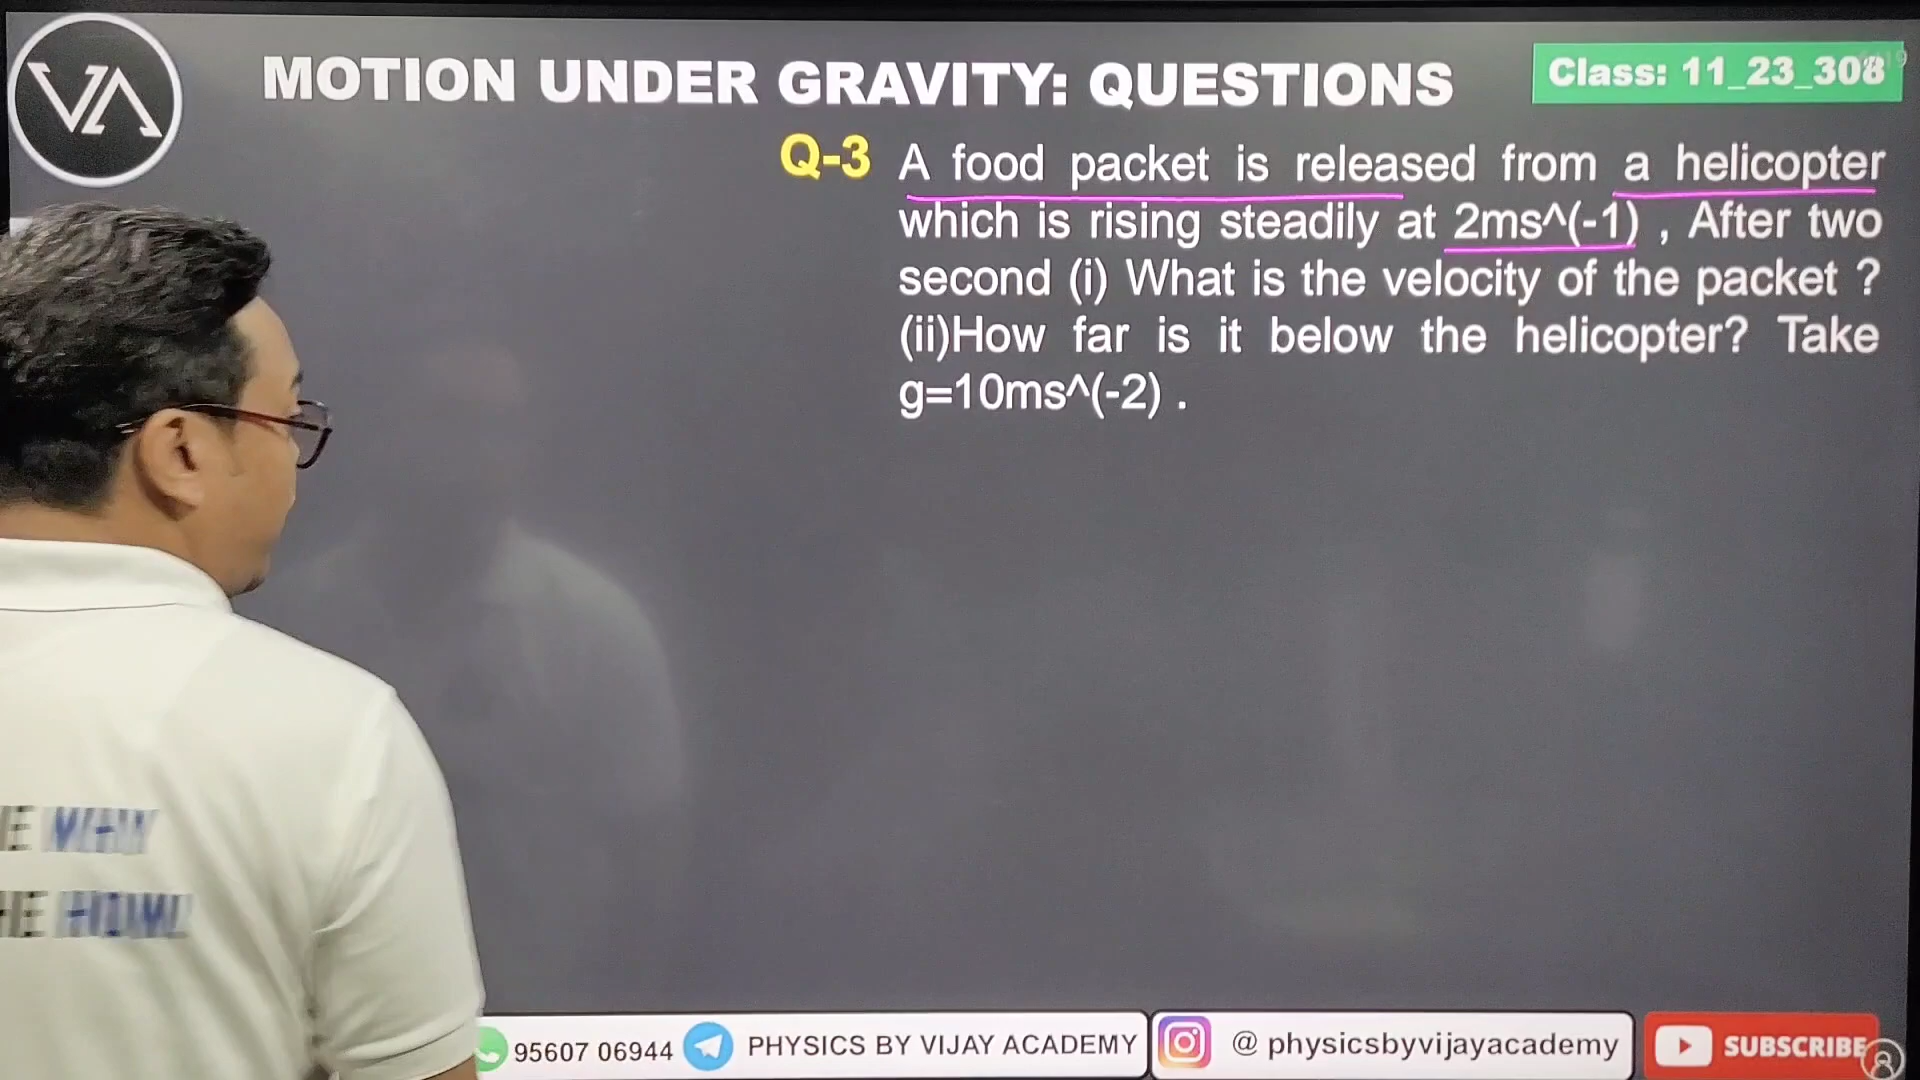 VA
MOTION UNDER GRAVITY: QUESTIONS
Class: 11_23_308
Q-3 A food packet is released from a helicopter
which is rising steadily at 2ms^(-1) , After two
second (i) What is the velocity of the packet ?
(ii)How far is it below the helicopter? Take
g=10ms^(-2) .
WHY
95607 06944
PHYSICS BY VIJAY ACADEMY
@ physicsbyvijayacademy
SUBSCRIBE